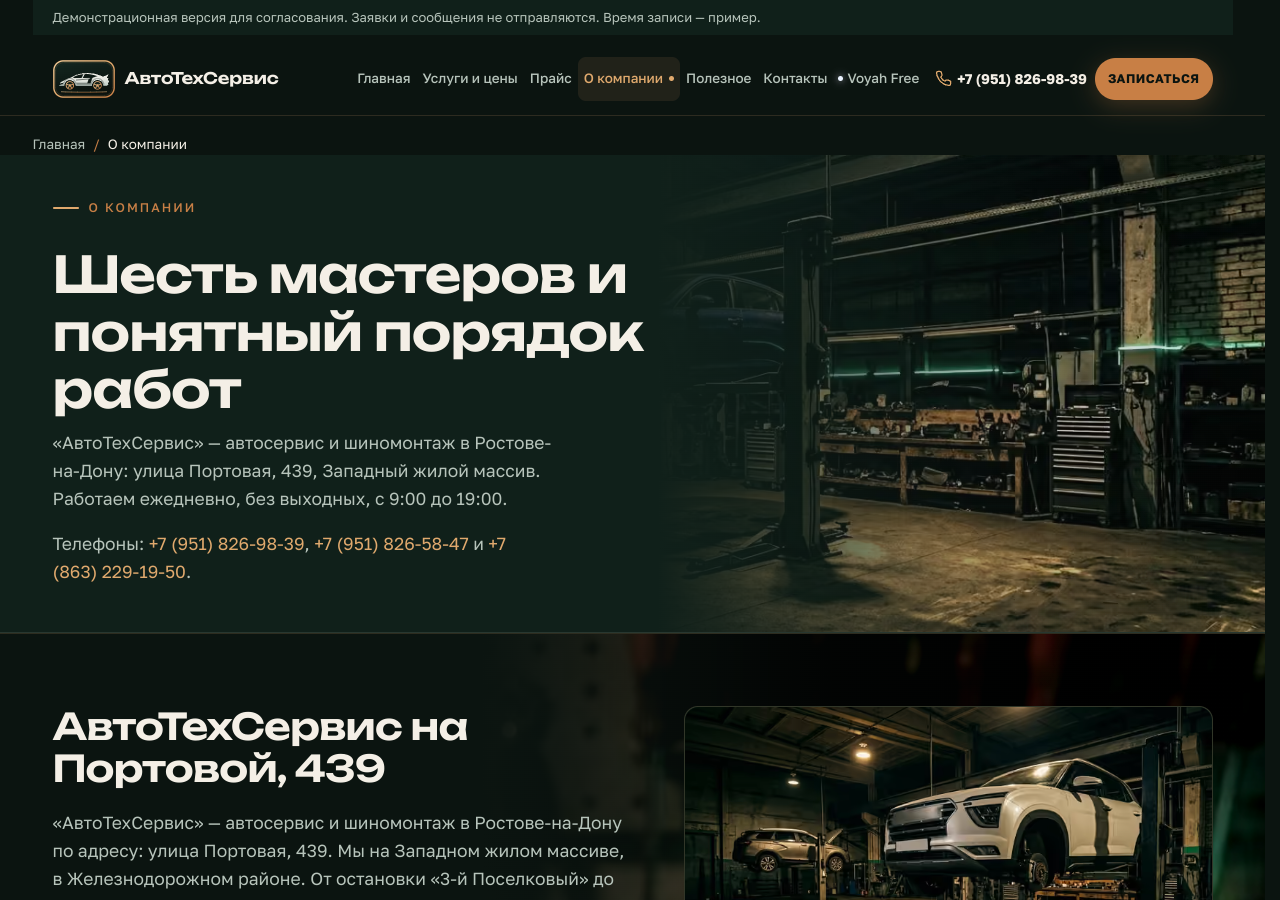 Демонстрационная версия для согласования. Заявки и сообщения не отправляются. Время записи — пример.
АвтоТехСервис
Главная Услуги и цены Прайс О компании Полезное Контакты Voyah Free +7 (951) 826-98-39 ЗАПИСАТЬСЯ
Главная / О компании
О КОМПАНИИ
Шесть мастеров и
понятный порядок
работ
«АвтоТехСервис» — автосервис и шиномонтаж в Ростове-
на-Дону: улица Портовая, 439, Западный жилой массив.
Работаем ежедневно, без выходных, с 9:00 до 19:00.
Телефоны: +7 (951) 826-98-39, +7 (951) 826-58-47 и +7
(863) 229-19-50.
АвтоТехСервис на
Портовой, 439
«АвтоТехСервис» — автосервис и шиномонтаж в Ростове-на-Дону
по адресу: улица Портовая, 439. Мы на Западном жилом массиве,
в Железнодорожном районе. От остановки «3-й Поселковый» до